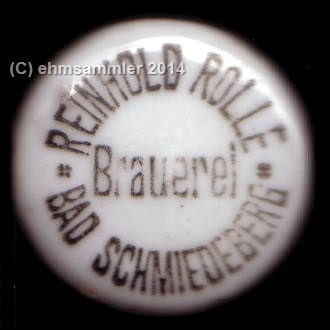 (C) ehmsammler 2014
REINHOLD ROLLE
Brauerei
* BAD SCHMIEDEBERG *